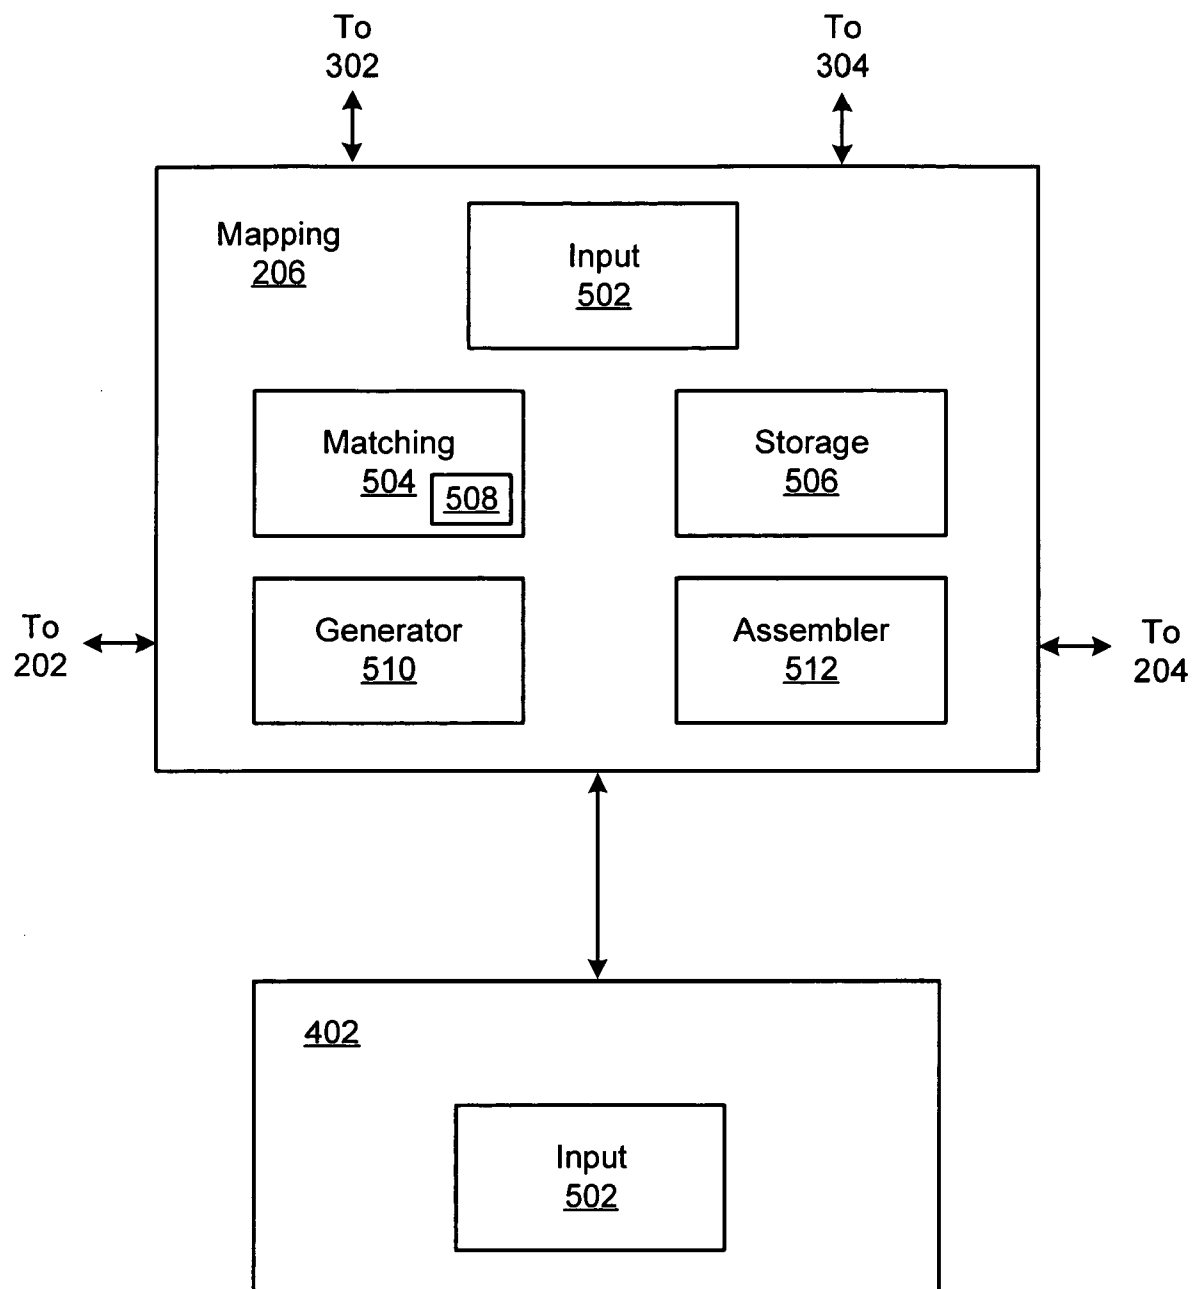 To
302
To
304
Mapping
206
Input
502
Matching
504
508
Storage
506
To
202
Generator
510
Assembler
512
To
204
402
Input
502